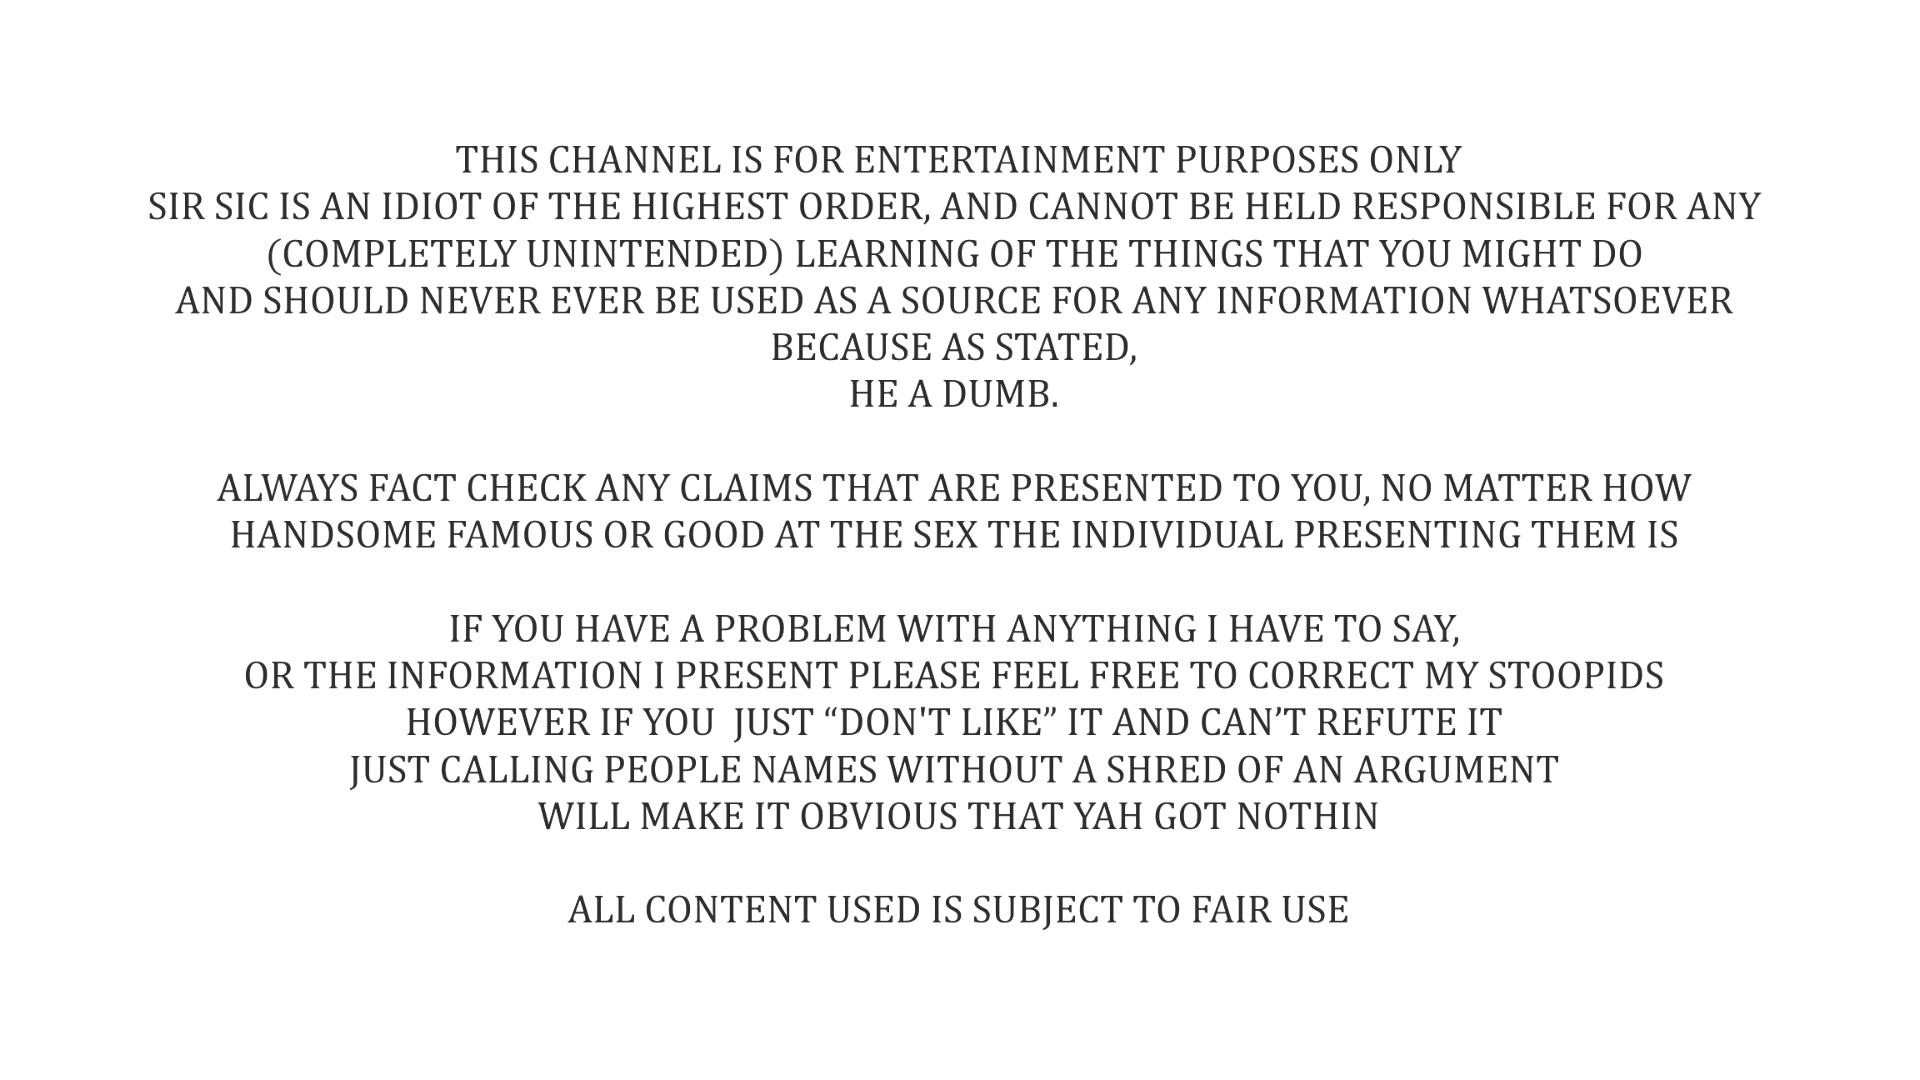 THIS CHANNEL IS FOR ENTERTAINMENT PURPOSES ONLY
SIR SIC IS AN IDIOT OF THE HIGHEST ORDER, AND CANNOT BE HELD RESPONSIBLE FOR ANY
(COMPLETELY UNINTENDED) LEARNING OF THE THINGS THAT YOU MIGHT DO
AND SHOULD NEVER EVER BE USED AS A SOURCE FOR ANY INFORMATION WHATSOEVER
BECAUSE AS STATED,
HE A DUMB.
ALWAYS FACT CHECK ANY CLAIMS THAT ARE PRESENTED TO YOU, NO MATTER HOW
HANDSOME FAMOUS OR GOOD AT THE SEX THE INDIVIDUAL PRESENTING THEM IS
IF YOU HAVE A PROBLEM WITH ANYTHING I HAVE TO SAY,
OR THE INFORMATION I PRESENT PLEASE FEEL FREE TO CORRECT MY STOOPIDS
HOWEVER IF YOU  JUST “DON'T LIKE” IT AND CAN’T REFUTE IT
JUST CALLING PEOPLE NAMES WITHOUT A SHRED OF AN ARGUMENT
WILL MAKE IT OBVIOUS THAT YAH GOT NOTHIN
ALL CONTENT USED IS SUBJECT TO FAIR USE